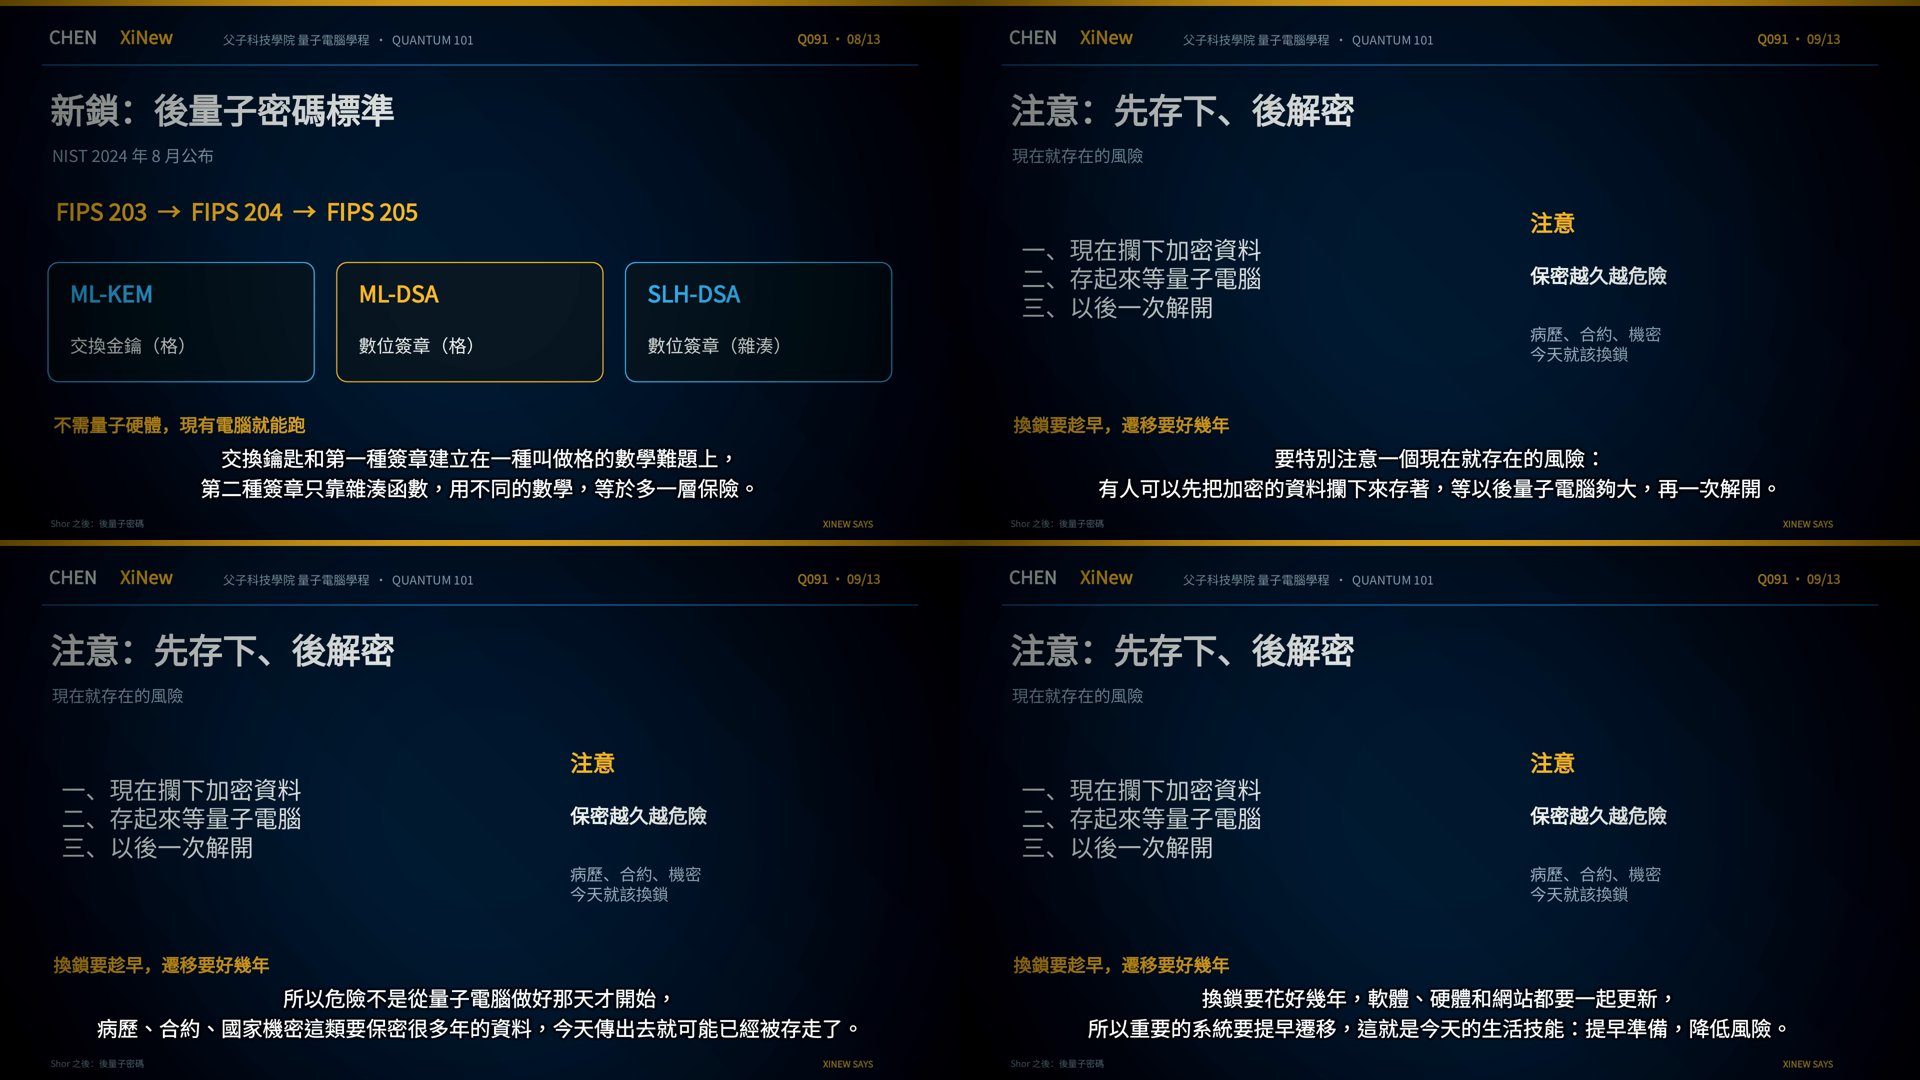 CHEN XiNew 父子科技學院 量子電腦學程 · QUANTUM 101 Q091 · 08/13
新鎖：後量子密碼標準
NIST 2024 年 8 月公布
FIPS 203 → FIPS 204 → FIPS 205
ML-KEM
交換金鑰（格）
ML-DSA
數位簽章（格）
SLH-DSA
數位簽章（雜湊）
不需量子硬體，現有電腦就能跑
交換鑰匙和第一種簽章建立在一種叫做格的數學難題上，
第二種簽章只靠雜湊函數，用不同的數學，等於多一層保險。
Shor 之後：後量子密碼 XINEW SAYS
CHEN XiNew 父子科技學院 量子電腦學程 · QUANTUM 101 Q091 · 09/13
注意：先存下、後解密
現在就存在的風險
一、現在攔下加密資料
二、存起來等量子電腦
三、以後一次解開
注意
保密越久越危險
病歷、合約、機密
今天就該換鎖
換鎖要趁早，遷移要好幾年
要特別注意一個現在就存在的風險：
有人可以先把加密的資料攔下來存著，等以後量子電腦夠大，再一次解開。
Shor 之後：後量子密碼 XINEW SAYS
CHEN XiNew 父子科技學院 量子電腦學程 · QUANTUM 101 Q091 · 09/13
注意：先存下、後解密
現在就存在的風險
一、現在攔下加密資料
二、存起來等量子電腦
三、以後一次解開
注意
保密越久越危險
病歷、合約、機密
今天就該換鎖
換鎖要趁早，遷移要好幾年
所以危險不是從量子電腦做好那天才開始，
病歷、合約、國家機密這類要保密很多年的資料，今天傳出去就可能已經被存走了。
Shor 之後：後量子密碼 XINEW SAYS
CHEN XiNew 父子科技學院 量子電腦學程 · QUANTUM 101 Q091 · 09/13
注意：先存下、後解密
現在就存在的風險
一、現在攔下加密資料
二、存起來等量子電腦
三、以後一次解開
注意
保密越久越危險
病歷、合約、機密
今天就該換鎖
換鎖要趁早，遷移要好幾年
換鎖要花好幾年，軟體、硬體和網站都要一起更新，
所以重要的系統要提早遷移，這就是今天的生活技能：提早準備，降低風險。
Shor 之後：後量子密碼 XINEW SAYS